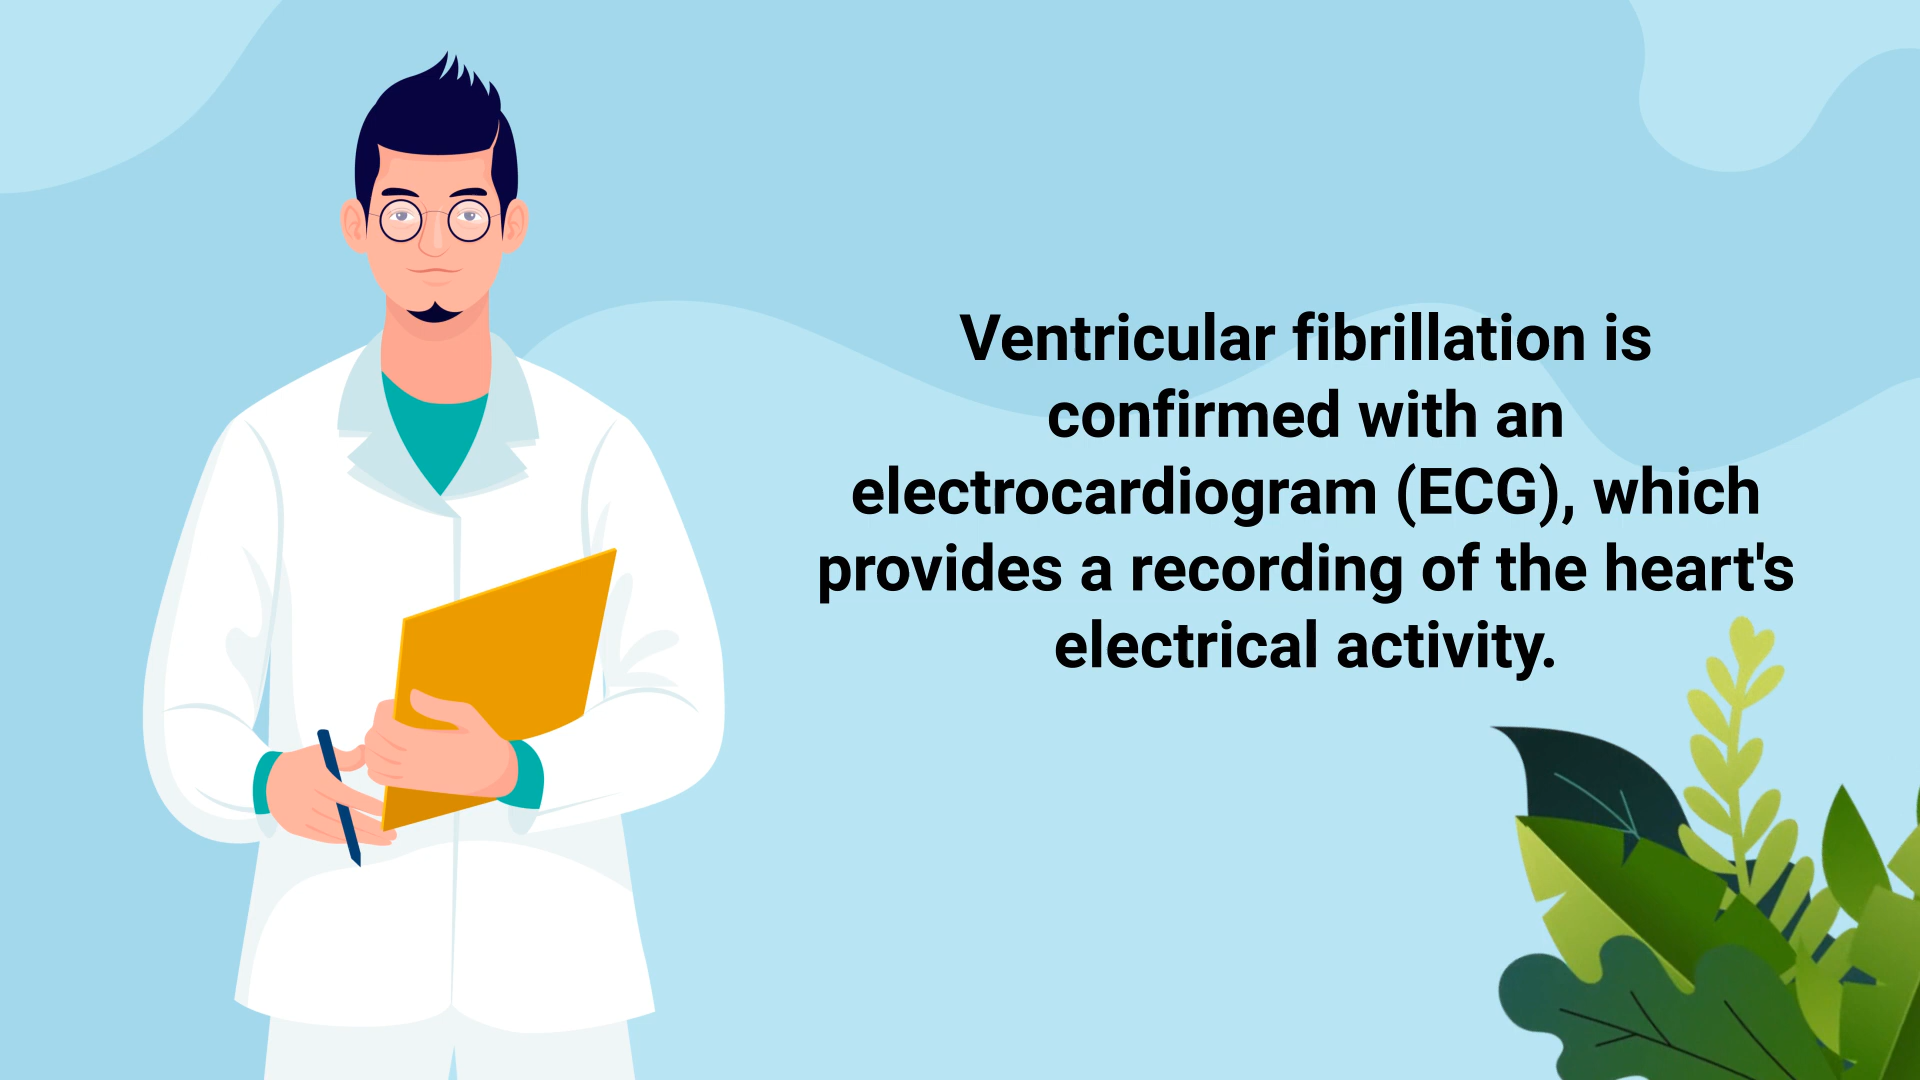 Ventricular fibrillation is
confirmed with an
electrocardiogram (ECG), which
provides a recording of the heart's
electrical activity.